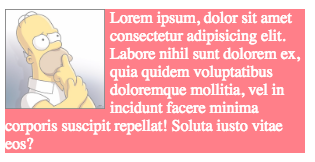 Lorem ipsum, dolor sit amet
consectetur adipisicing elit.
Labore nihil sunt dolorem ex,
quia quidem voluptatibus
doloremque mollitia, vel in
incidunt facere minima
corporis suscipit repellat! Soluta iusto vitae
eos?